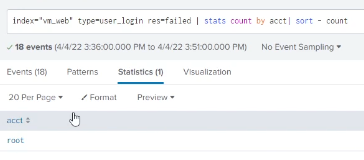 index="vm_web" type=user_login res=failed | stats count by acct| sort - count
✓ 18 events (4/4/22 3:36:00.000 PM to 4/4/22 3:51:00.000 PM) No Event Sampling
Events (18) Patterns Statistics (1) Visualization
20 Per Page Format Preview
acct
root